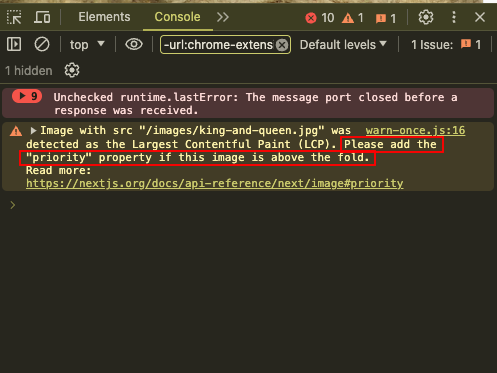 Elements Console 10 1 1
top -url:chrome-extens Default levels 1 Issue: 1
1 hidden
9 Unchecked runtime.lastError: The message port closed before a
response was received.
Image with src "/images/king-and-queen.jpg" was warn-once.js:16
detected as the Largest Contentful Paint (LCP). Please add the
"priority" property if this image is above the fold.
Read more:
https://nextjs.org/docs/api-reference/next/image#priority